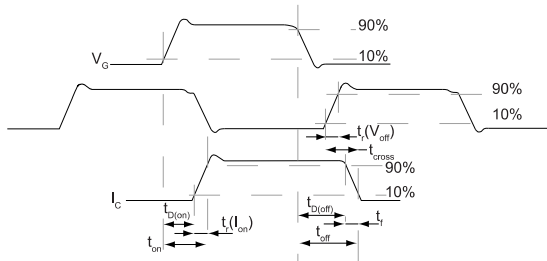 90%
V_G
10%
90%
10%
t_r(V_off)
t_cross
90%
I_C
10%
t_D(on)
t_D(off)
t_r(I_on)
t_f
t_on
t_off